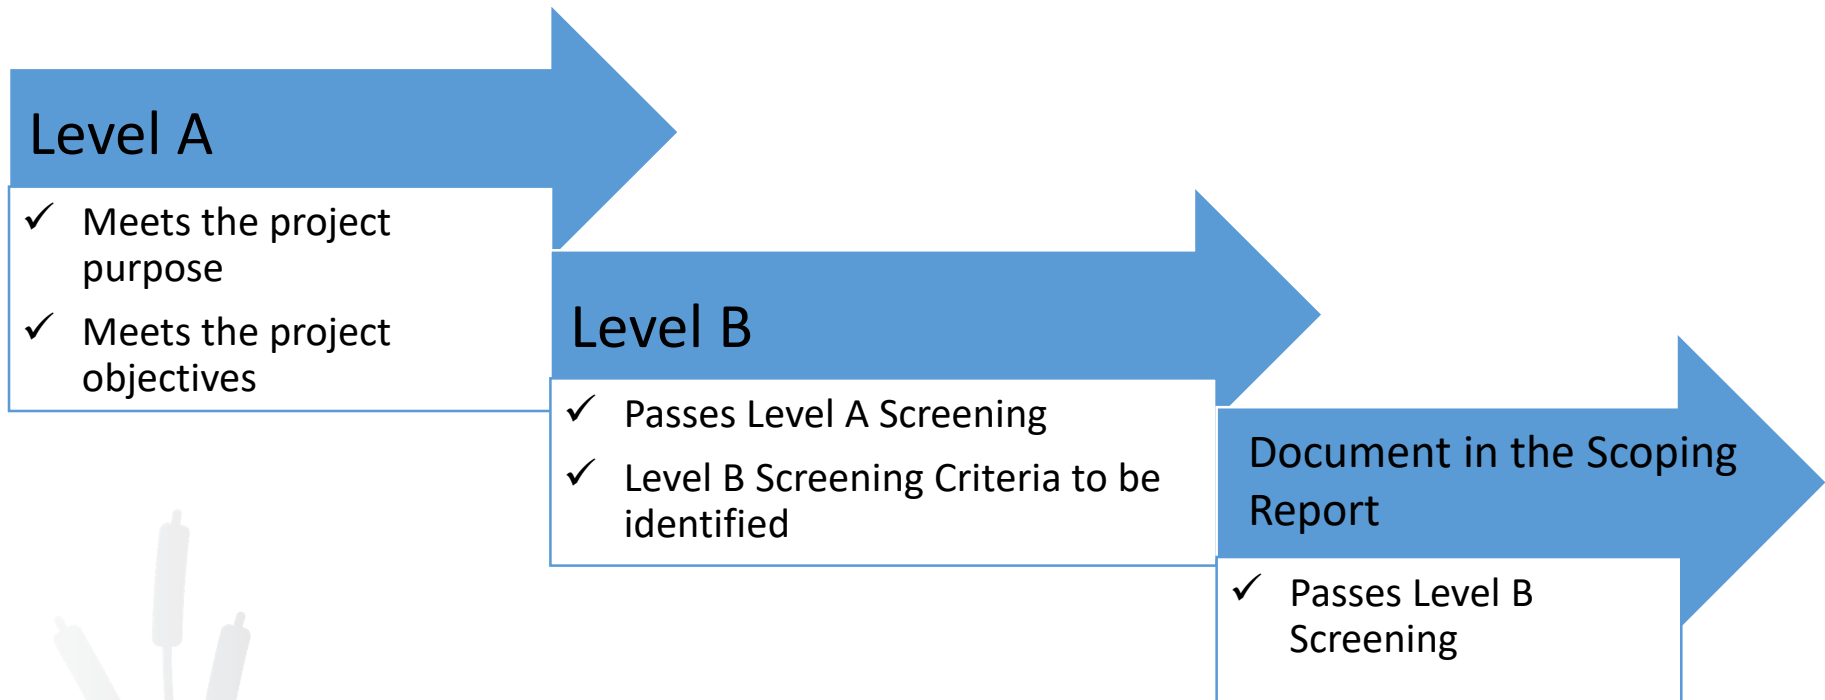 Level A
✓ Meets the project
purpose
✓ Meets the project
objectives
Level B
✓ Passes Level A Screening
✓ Level B Screening Criteria to be
identified
Document in the Scoping
Report
✓ Passes Level B
Screening